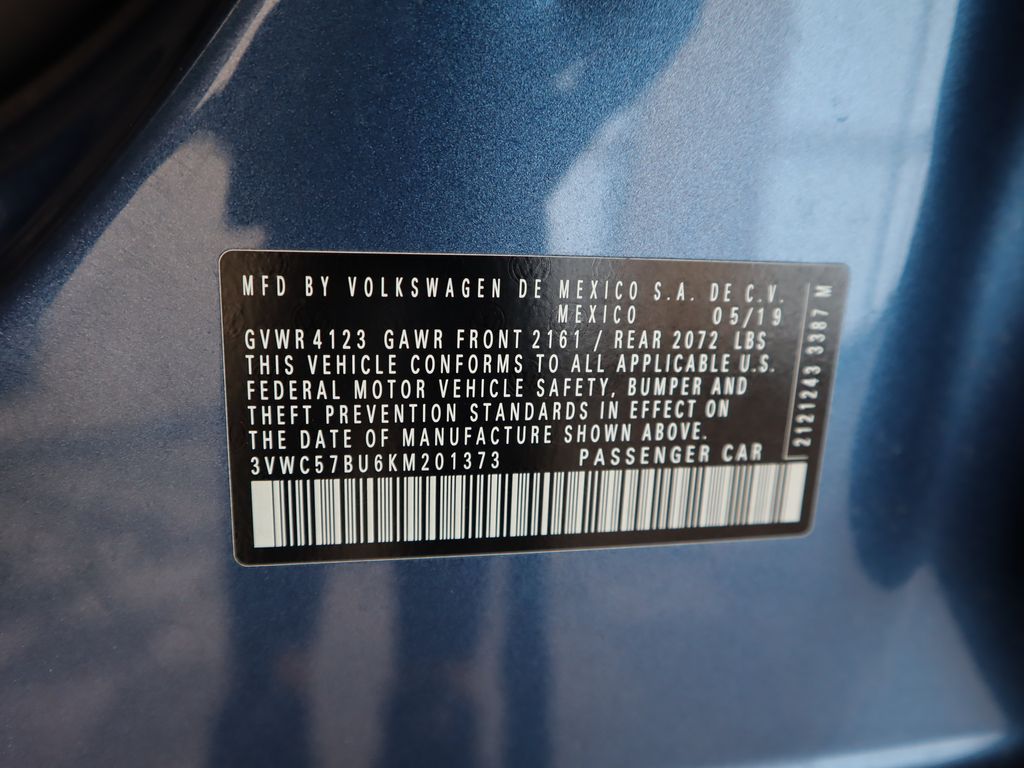 MFD BY VOLKSWAGEN DE MEXICO S.A. DE C.V.
MEXICO 05/19
GVWR 4123 GAWR FRONT 2161 / REAR 2072 LBS
THIS VEHICLE CONFORMS TO ALL APPLICABLE U.S.
FEDERAL MOTOR VEHICLE SAFETY, BUMPER AND
THEFT PREVENTION STANDARDS IN EFFECT ON
THE DATE OF MANUFACTURE SHOWN ABOVE.
3VWC57BU6KM201373 PASSENGER CAR
2121243 3387 M